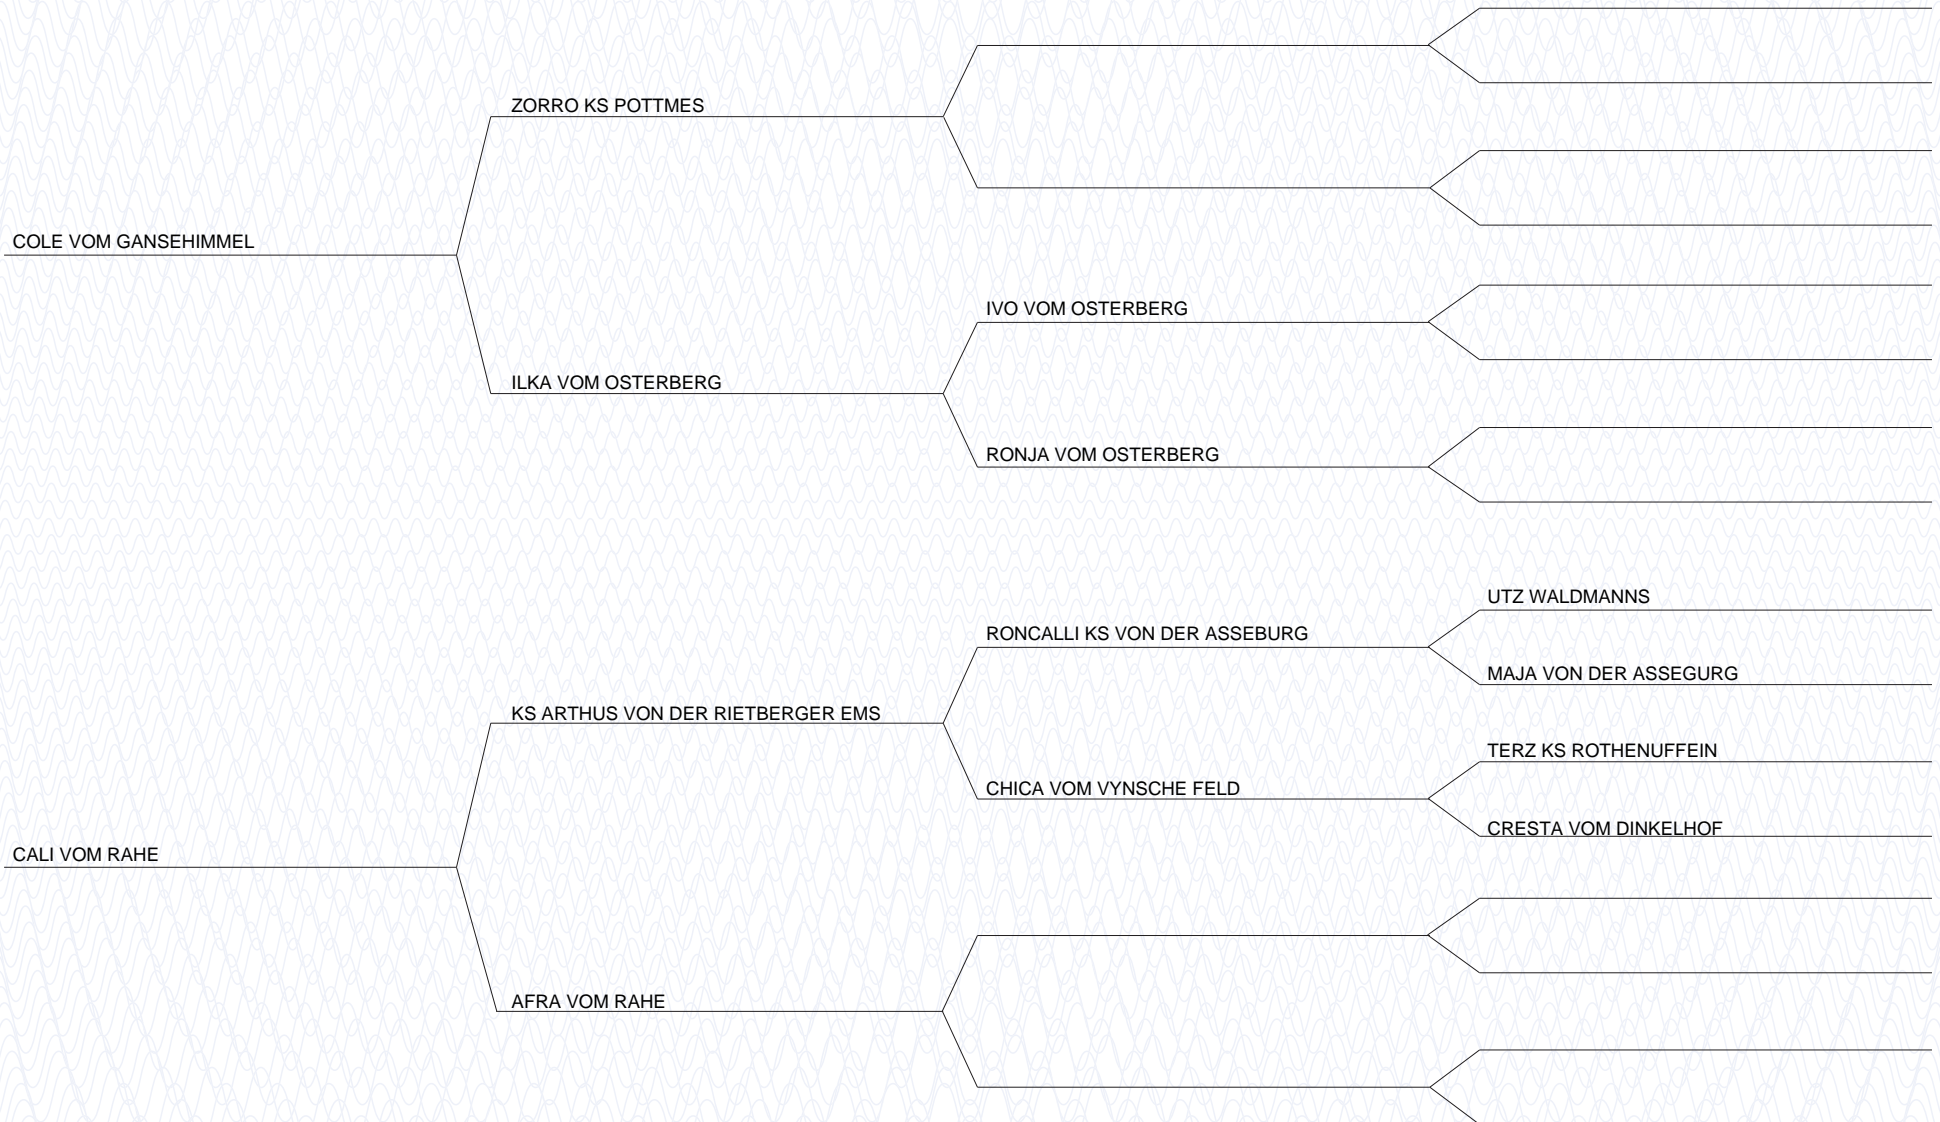 ZORRO KS POTTMES
COLE VOM GANSEHIMMEL
IVO VOM OSTERBERG
ILKA VOM OSTERBERG
RONJA VOM OSTERBERG
UTZ WALDMANNS
RONCALLI KS VON DER ASSEBURG
MAJA VON DER ASSEGURG
KS ARTHUS VON DER RIETBERGER EMS
TERZ KS ROTHENUFFEIN
CHICA VOM VYNSCHE FELD
CRESTA VOM DINKELHOF
CALI VOM RAHE
AFRA VOM RAHE